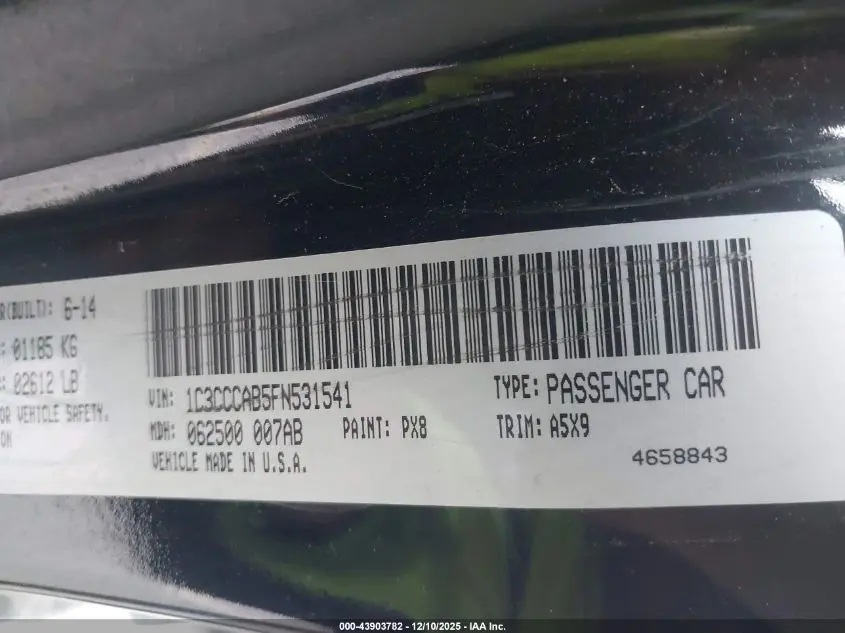 R(BUILT): 6-14
: 01185 KG
: 02612 LB
OR VEHICLE SAFETY.
ON
VIN: 1C3CCCAB5FN531541
TYPE: PASSENGER CAR
MDH: 062500 007AB
PAINT: PX8
TRIM: A5X9
VEHICLE MADE IN U.S.A.
4658843
000-43903782 - 12/10/2025 - IAA Inc.